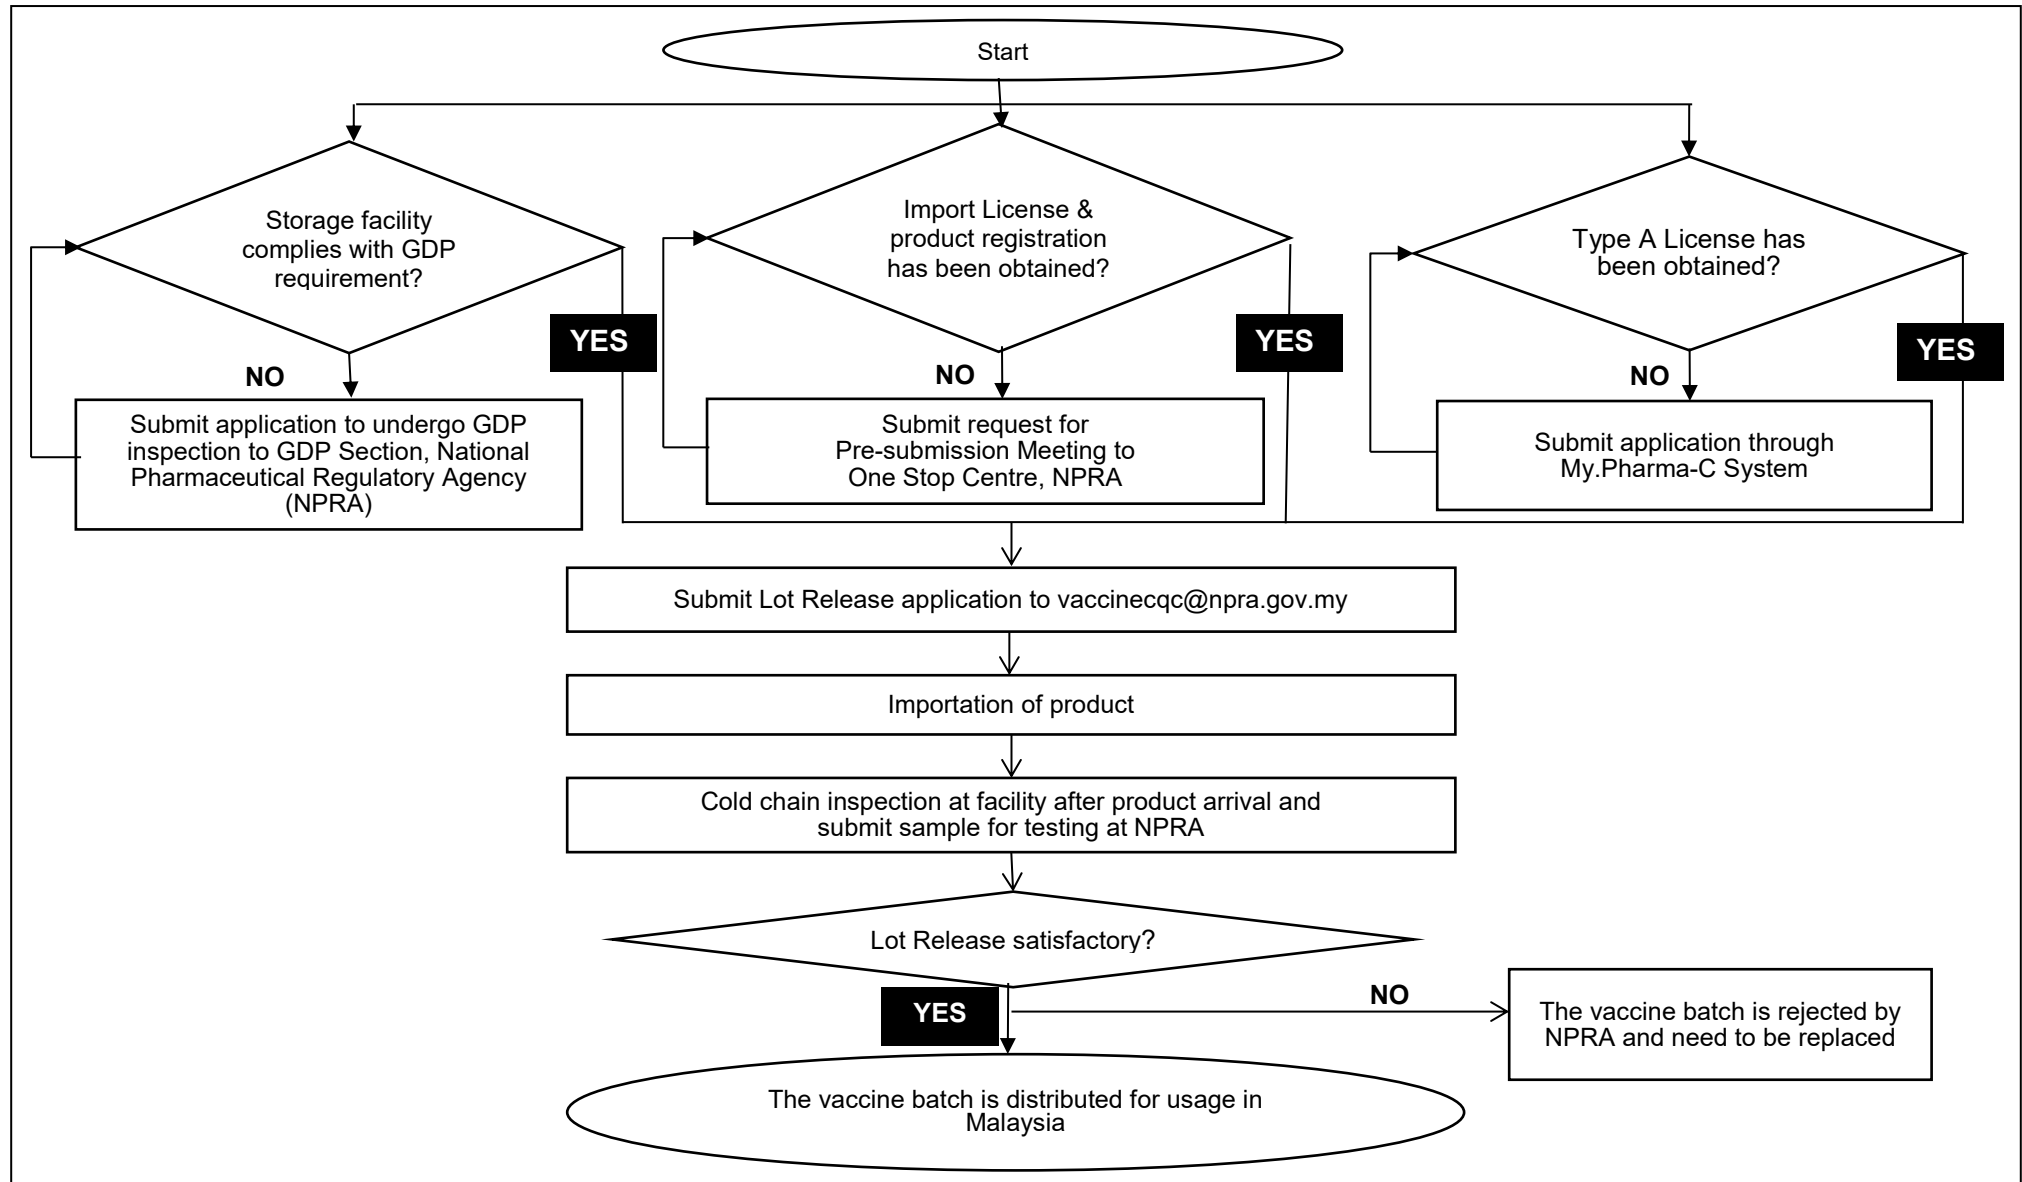 Start
Storage facility
complies with GDP
requirement?
Import License &
product registration
has been obtained?
Type A License has
been obtained?
YES
YES
YES
NO
NO
NO
Submit application to undergo GDP
inspection to GDP Section, National
Pharmaceutical Regulatory Agency
(NPRA)
Submit request for
Pre-submission Meeting to
One Stop Centre, NPRA
Submit application through
My.Pharma-C System
Submit Lot Release application to vaccinecqc@npra.gov.my
Importation of product
Cold chain inspection at facility after product arrival and
submit sample for testing at NPRA
Lot Release satisfactory?
YES
NO
The vaccine batch is rejected by
NPRA and need to be replaced
The vaccine batch is distributed for usage in
Malaysia